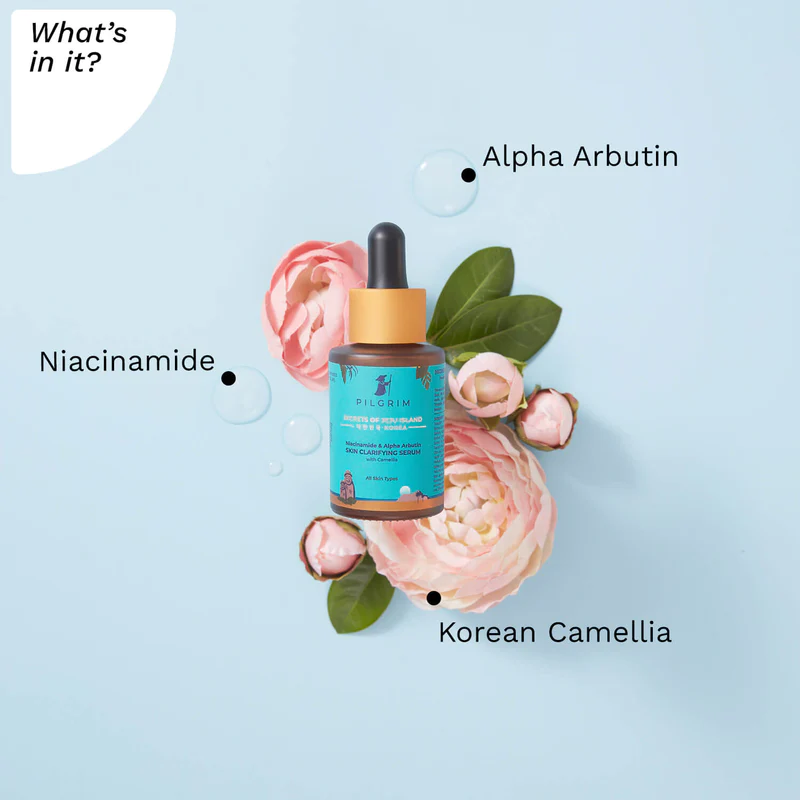 What's
in it?
Alpha Arbutin
Niacinamide
PILGRIM
SECRETS OF JEJU ISLAND
KOREA
Niacinamide & Alpha Arbutin
SKIN CLARIFYING SERUM
with Camellia
All Skin Types
Korean Camellia